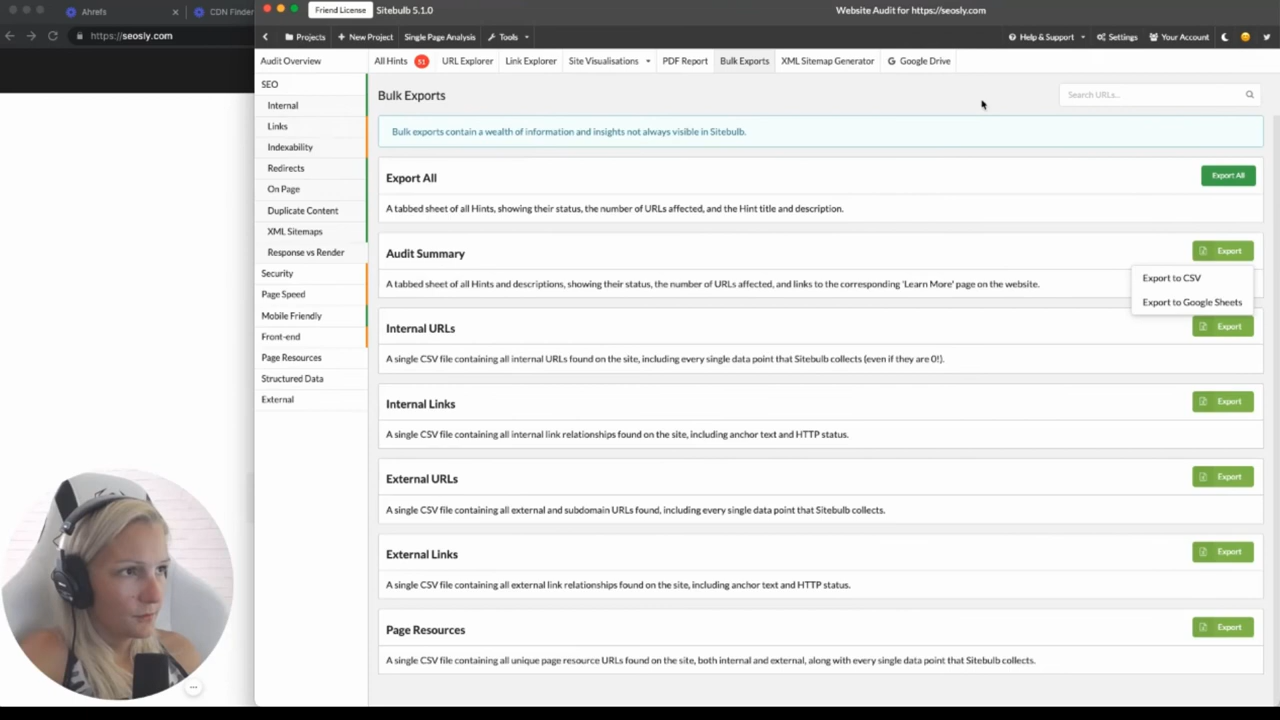 Ahrefs
CDN Finder
Friend License
Sitebulb 5.1.0
Website Audit for https://seosly.com
https://seosly.com
Projects
New Project
Single Page Analysis
Tools
Help & Support
Settings
Your Account
Audit Overview
All Hints
51
URL Explorer
Link Explorer
Site Visualisations
PDF Report
Bulk Exports
XML Sitemap Generator
Google Drive
SEO
Internal
Links
Indexability
Redirects
On Page
Duplicate Content
XML Sitemaps
Response vs Render
Security
Page Speed
Mobile Friendly
Front-end
Page Resources
Structured Data
External
Bulk Exports
Search URLs...
Bulk exports contain a wealth of information and insights not always visible in Sitebulb.
Export All
Export All
A tabbed sheet of all Hints, showing their status, the number of URLs affected, and the Hint title and description.
Audit Summary
Export
A tabbed sheet of all Hints and descriptions, showing their status, the number of URLs affected, and links to the corresponding 'Learn More' page on the website.
Export to CSV
Export to Google Sheets
Internal URLs
Export
A single CSV file containing all internal URLs found on the site, including every single data point that Sitebulb collects (even if they are 0!).
Internal Links
Export
A single CSV file containing all internal link relationships found on the site, including anchor text and HTTP status.
External URLs
Export
A single CSV file containing all external and subdomain URLs found, including every single data point that Sitebulb collects.
External Links
Export
A single CSV file containing all external link relationships found on the site, including anchor text and HTTP status.
Page Resources
Export
A single CSV file containing all unique page resource URLs found on the site, both internal and external, along with every single data point that Sitebulb collects.